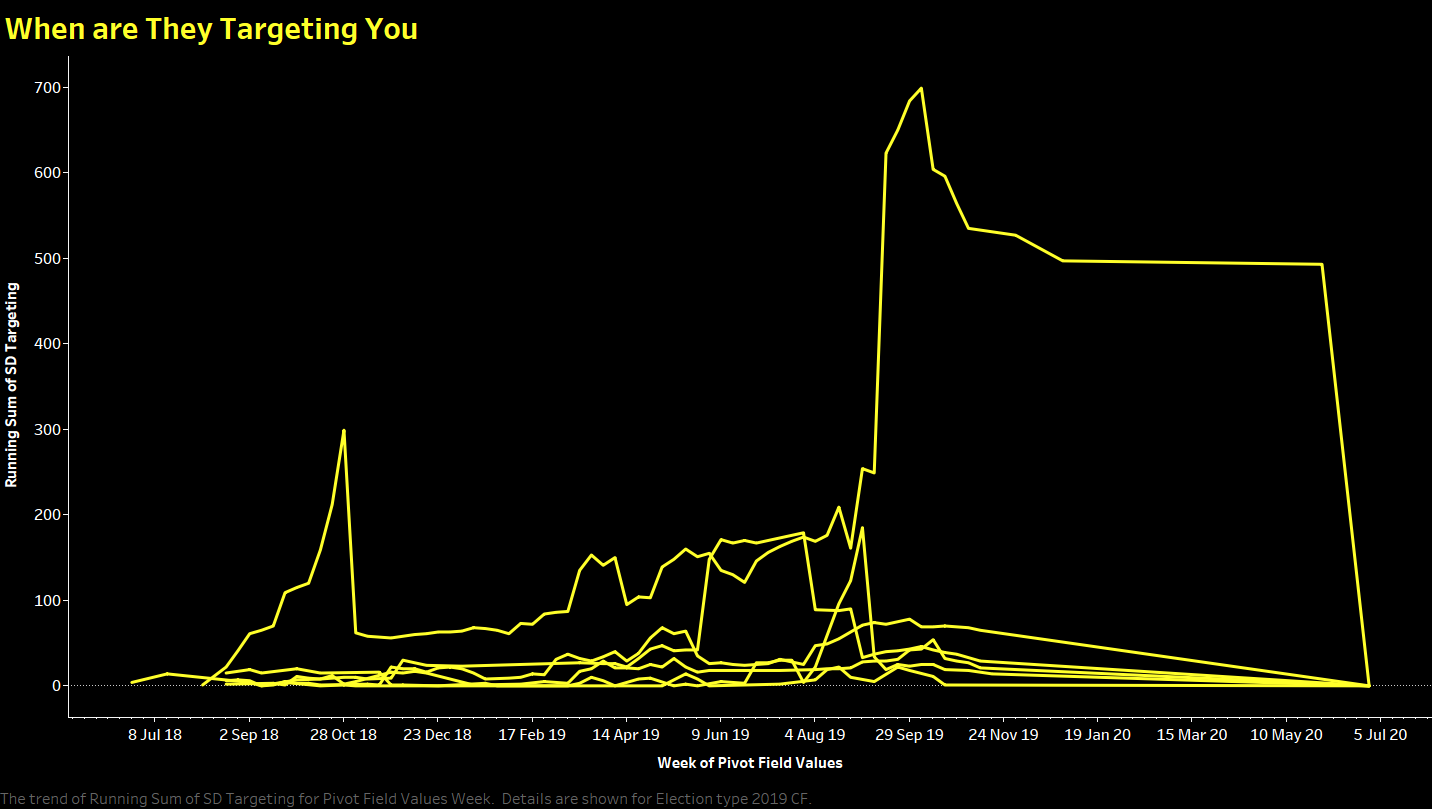 When are They Targeting You
Running Sum of SD Targeting
700
600
500
400
300
200
100
0
8 Jul 18
2 Sep 18
28 Oct 18
23 Dec 18
17 Feb 19
14 Apr 19
9 Jun 19
4 Aug 19
29 Sep 19
24 Nov 19
19 Jan 20
15 Mar 20
10 May 20
5 Jul 20
Week of Pivot Field Values
The trend of Running Sum of SD Targeting for Pivot Field Values Week.  Details are shown for Election type 2019 CF.